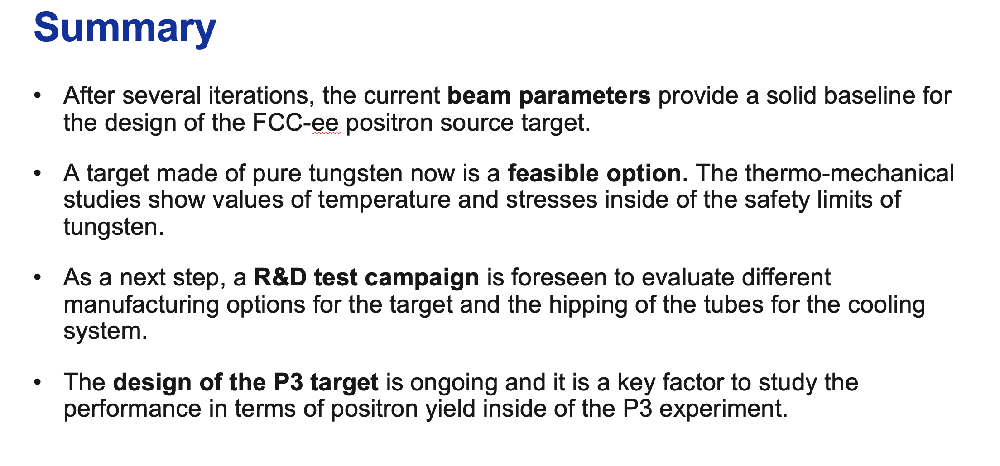 Summary
• After several iterations, the current beam parameters provide a solid baseline for
the design of the FCC-ee positron source target.
• A target made of pure tungsten now is a feasible option. The thermo-mechanical
studies show values of temperature and stresses inside of the safety limits of
tungsten.
• As a next step, a R&D test campaign is foreseen to evaluate different
manufacturing options for the target and the hipping of the tubes for the cooling
system.
• The design of the P3 target is ongoing and it is a key factor to study the
performance in terms of positron yield inside of the P3 experiment.